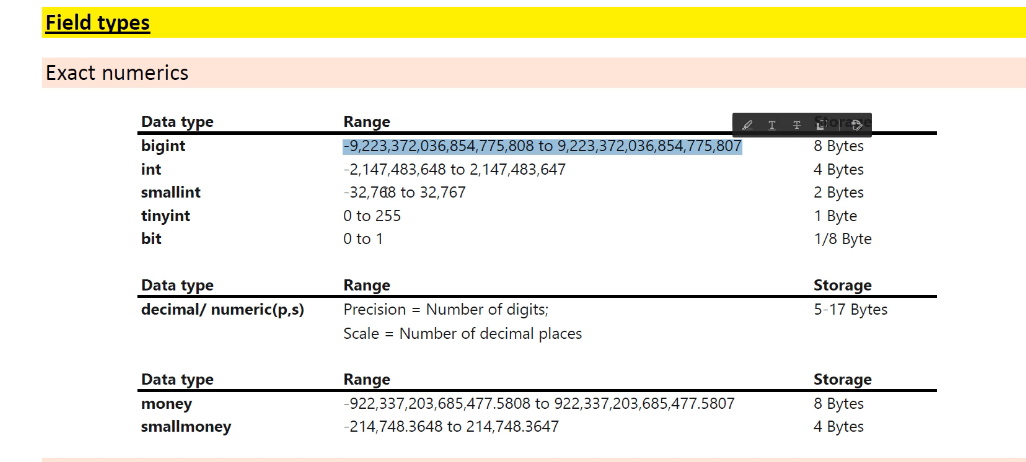 Field types
Exact numerics
Data type Range Storage
bigint -9,223,372,036,854,775,808 to 9,223,372,036,854,775,807 8 Bytes
int -2,147,483,648 to 2,147,483,647 4 Bytes
smallint -32,768 to 32,767 2 Bytes
tinyint 0 to 255 1 Byte
bit 0 to 1 1/8 Byte
Data type Range Storage
decimal/ numeric(p,s) Precision = Number of digits; 5-17 Bytes
Scale = Number of decimal places
Data type Range Storage
money -922,337,203,685,477.5808 to 922,337,203,685,477.5807 8 Bytes
smallmoney -214,748.3648 to 214,748.3647 4 Bytes